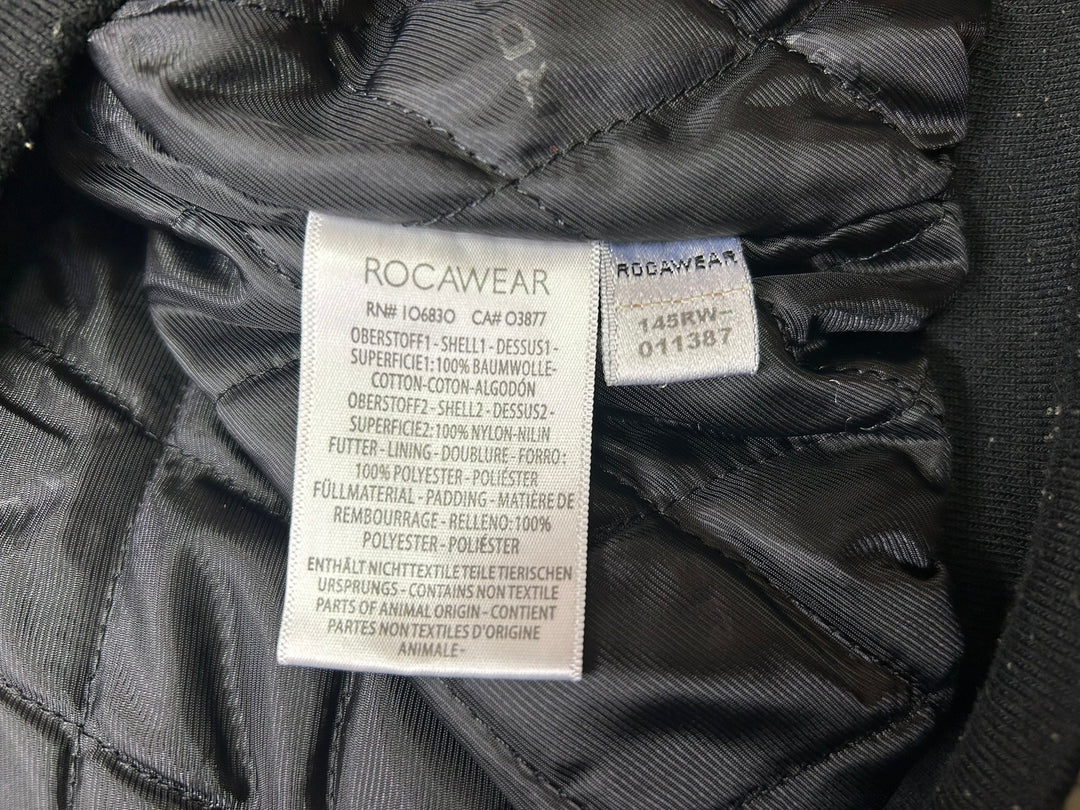 ROCAWEAR
RN# 106830 CA# 03877
OBERSTOFF1 - SHELL1 - DESSUS1 -
SUPERFICIE1: 100% BAUMWOLLE-
COTTON-COTON-ALGODÓN
OBERSTOFF2 - SHELL2 - DESSUS2 -
SUPERFICIE2: 100% NYLON-NILIN
FUTTER - LINING - DOUBLURE - FORRO:
100% POLYESTER - POLIÉSTER
FÜLLMATERIAL - PADDING - MATIÈRE DE
REMBOURRAGE - RELLENO: 100%
POLYESTER - POLIÉSTER
ENTHÄLT NICHTTEXTILE TEILE TIERISCHEN
URSPRUNGS - CONTAINS NON TEXTILE
PARTS OF ANIMAL ORIGIN - CONTIENT
PARTES NON TEXTILES D'ORIGINE
ANIMALE-
ROCAWEAR
145RW-
011387